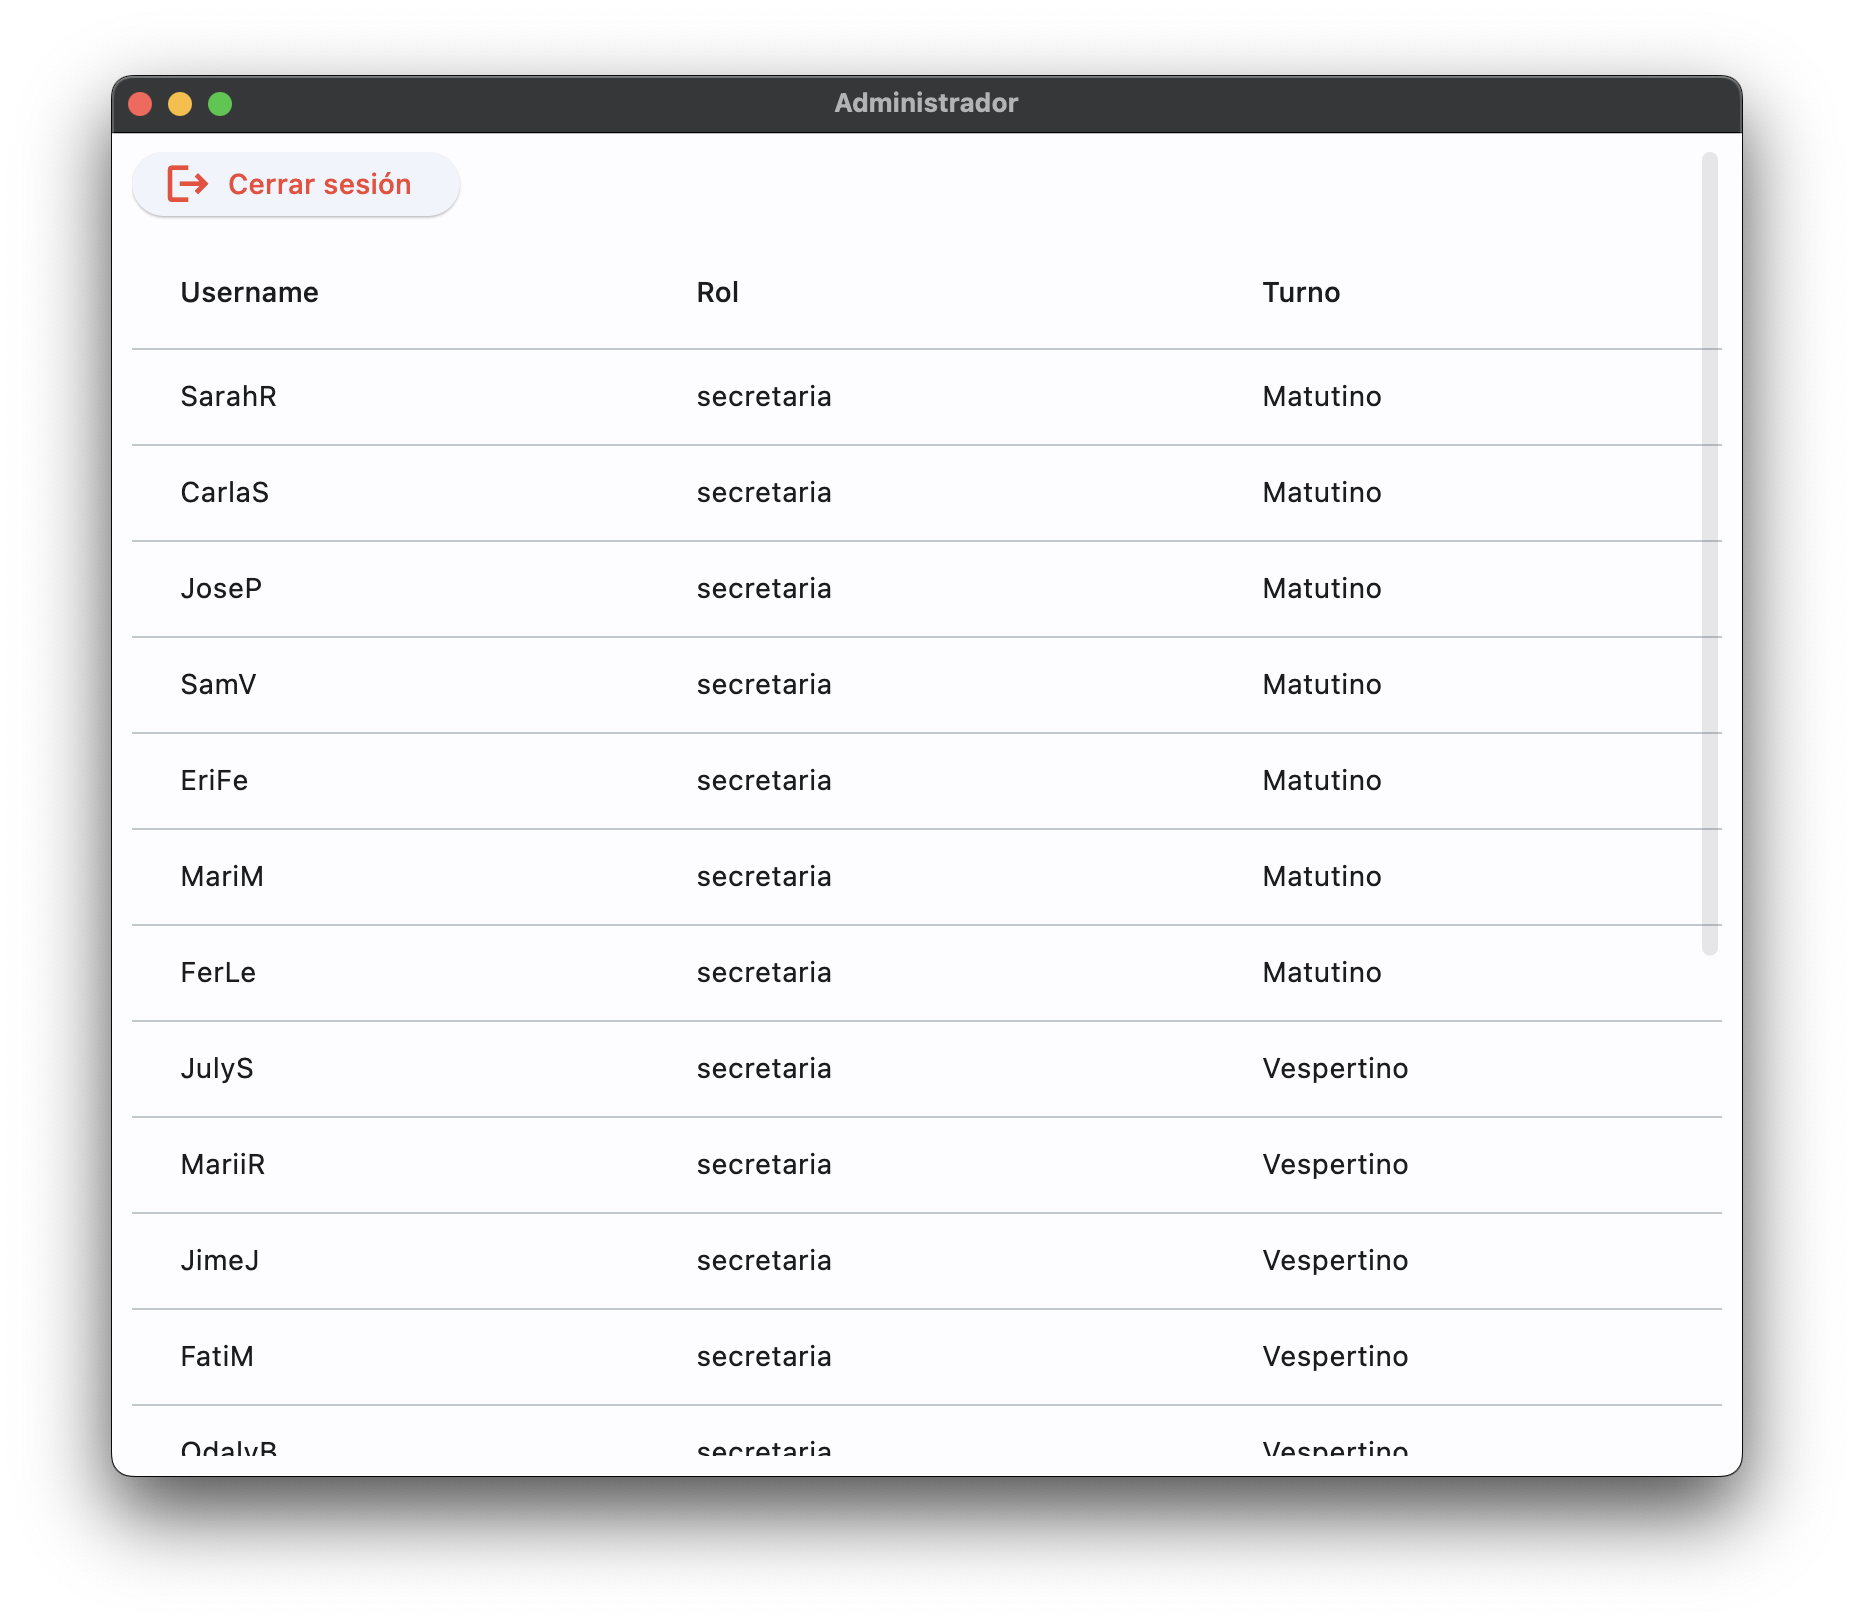 Administrador
Cerrar sesión
Username Rol Turno
SarahR secretaria Matutino
CarlaS secretaria Matutino
JoseP secretaria Matutino
SamV secretaria Matutino
EriFe secretaria Matutino
MariM secretaria Matutino
FerLe secretaria Matutino
JulyS secretaria Vespertino
MariiR secretaria Vespertino
JimeJ secretaria Vespertino
FatiM secretaria Vespertino
OdalyB secretaria Vespertino